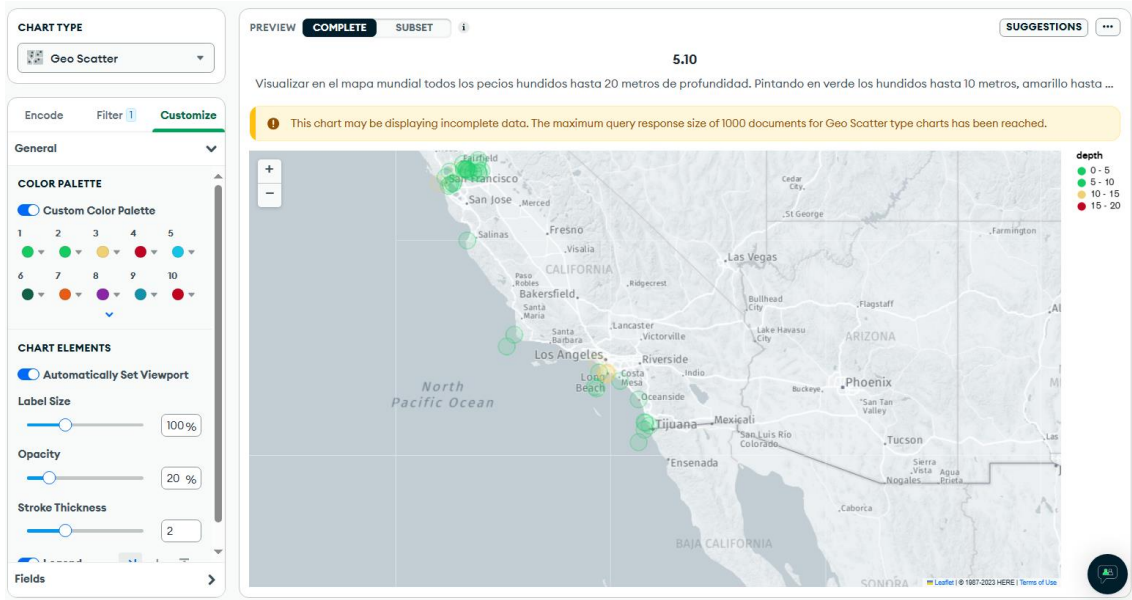 CHART TYPE
Geo Scatter
Encode Filter 1 Customize
General
COLOR PALETTE
Custom Color Palette
1 2 3 4 5
6 7 8 9 10
CHART ELEMENTS
Automatically Set Viewport
Label Size
100 %
Opacity
20 %
Stroke Thickness
2
Legend
Fields
PREVIEW COMPLETE SUBSET i SUGGESTIONS ...
5.10
Visualizar en el mapa mundial todos los pecios hundidos hasta 20 metros de profundidad. Pintando en verde los hundidos hasta 10 metros, amarillo hasta ...
This chart may be displaying incomplete data. The maximum query response size of 1000 documents for Geo Scatter type charts has been reached.
+
−
Fairfield
San Francisco
San Jose
Merced
Salinas
Fresno
Visalia
CALIFORNIA
Paso
Robles
Ridgecrest
Bakersfield
Santa
Maria
Santa
Barbara
Lancaster
Victorville
Los Angeles
Riverside
Long
Beach
Costa
Mesa
Indio
Oceanside
Tijuana
Mexicali
San Luis Rio
Colorado
Ensenada
North
Pacific Ocean
BAJA CALIFORNIA
SONORA
Cedar
City
St George
Las Vegas
Bullhead
City
Lake Havasu
City
Flagstaff
Farmington
ARIZONA
Buckeye
Phoenix
San Tan
Valley
Tucson
Sierra
Vista
Agua
Prieta
Nogales
Caborca
Las
Al
Leaflet | © 1987-2023 HERE | Terms of Use
depth
0 - 5
5 - 10
10 - 15
15 - 20